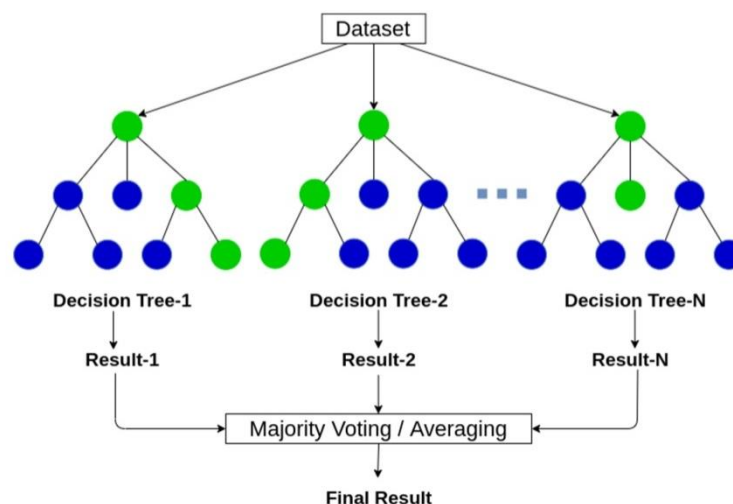 Dataset
Decision Tree-1
Decision Tree-2
Decision Tree-N
Result-1
Result-2
Result-N
Majority Voting / Averaging
Final Result